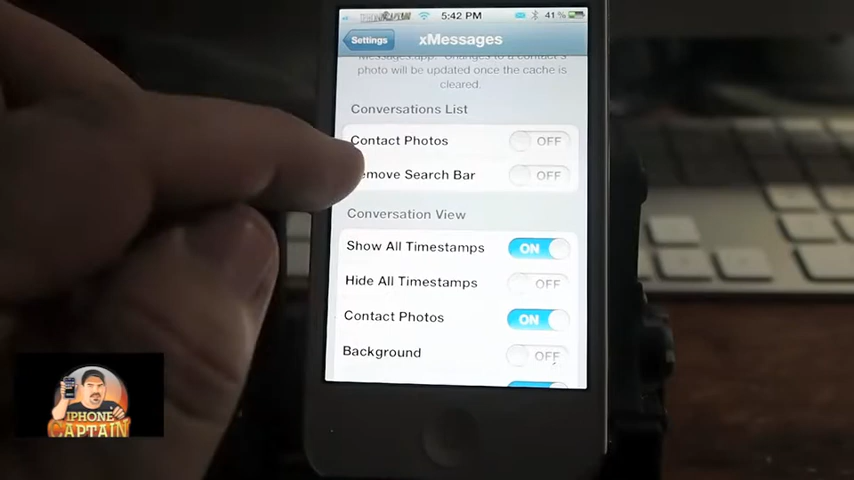 5:42 PM
41 %
Settings
xMessages
photo will be updated once the cache is
cleared.
Conversations List
Contact Photos OFF
emove Search Bar OFF
Conversation View
Show All Timestamps ON
Hide All Timestamps OFF
Contact Photos ON
Background OFF
IPHONE
CAPTAIN